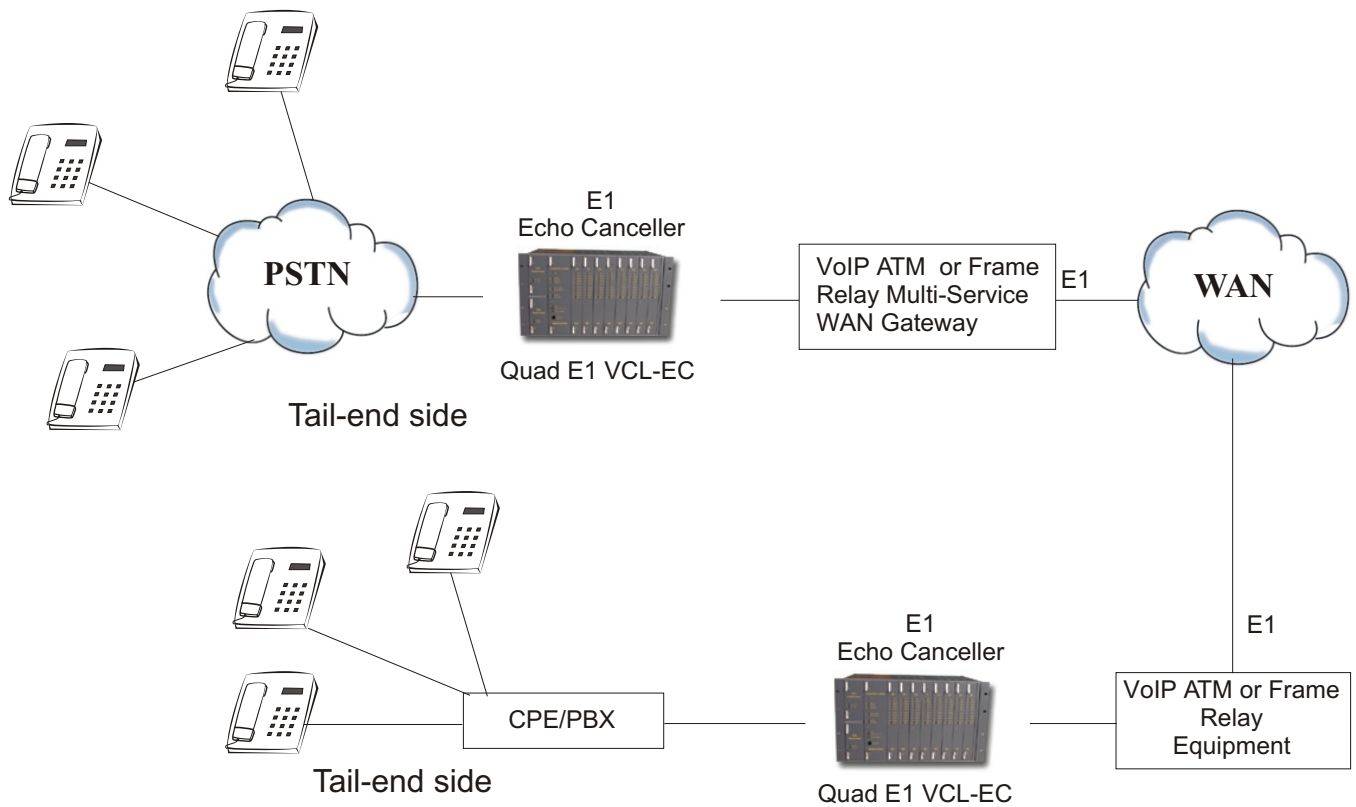 E1
Echo Canceller
PSTN
VoIP ATM or Frame
Relay Multi-Service
WAN Gateway
E1
WAN
Quad E1 VCL-EC
Tail-end side
E1
Echo Canceller
E1
CPE/PBX
VoIP ATM or Frame
Relay
Equipment
Tail-end side
Quad E1 VCL-EC